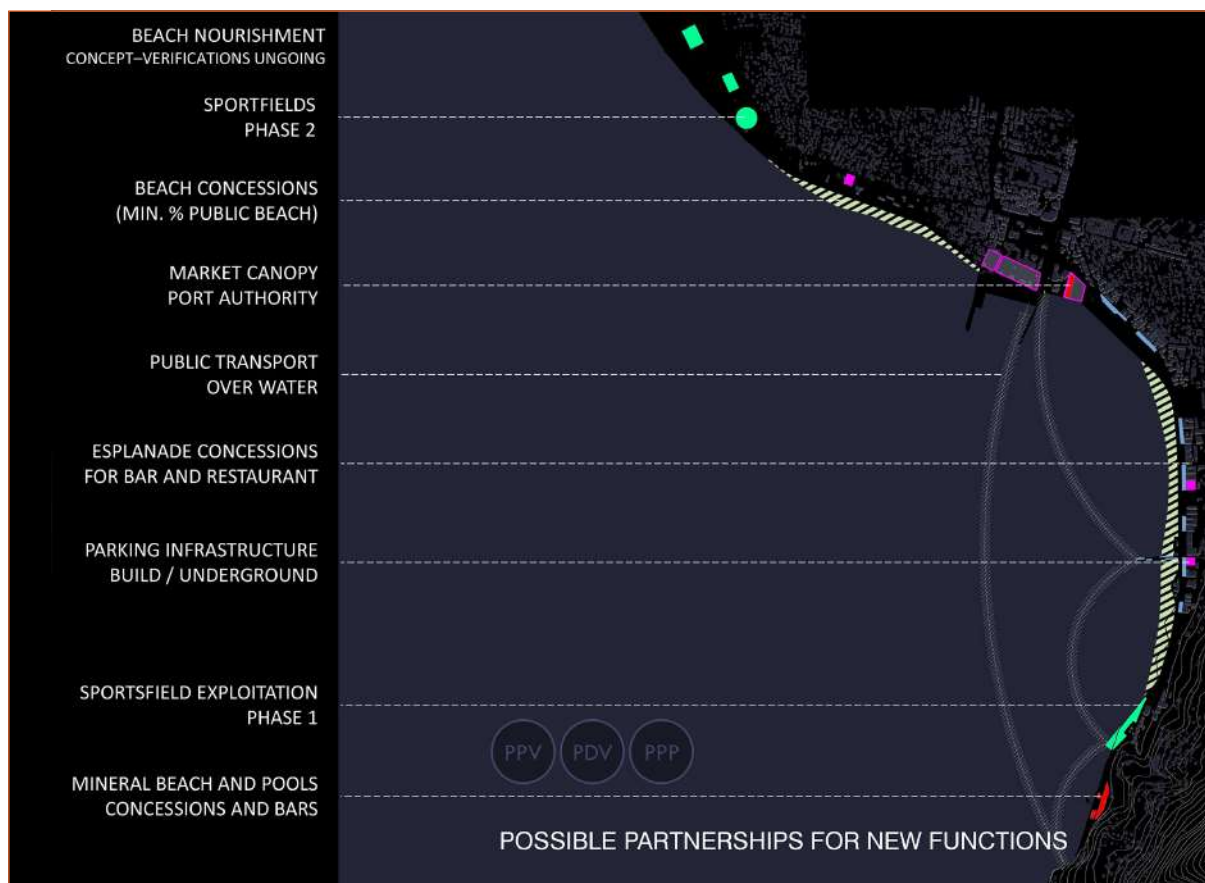 BEACH NOURISHMENT
CONCEPT–VERIFICATIONS UNGOING
SPORTFIELDS
PHASE 2
BEACH CONCESSIONS
(MIN. % PUBLIC BEACH)
MARKET CANOPY
PORT AUTHORITY
PUBLIC TRANSPORT
OVER WATER
ESPLANADE CONCESSIONS
FOR BAR AND RESTAURANT
PARKING INFRASTRUCTURE
BUILD / UNDERGROUND
SPORTSFIELD EXPLOITATION
PHASE 1
MINERAL BEACH AND POOLS
CONCESSIONS AND BARS
PPV PDV PPP
POSSIBLE PARTNERSHIPS FOR NEW FUNCTIONS